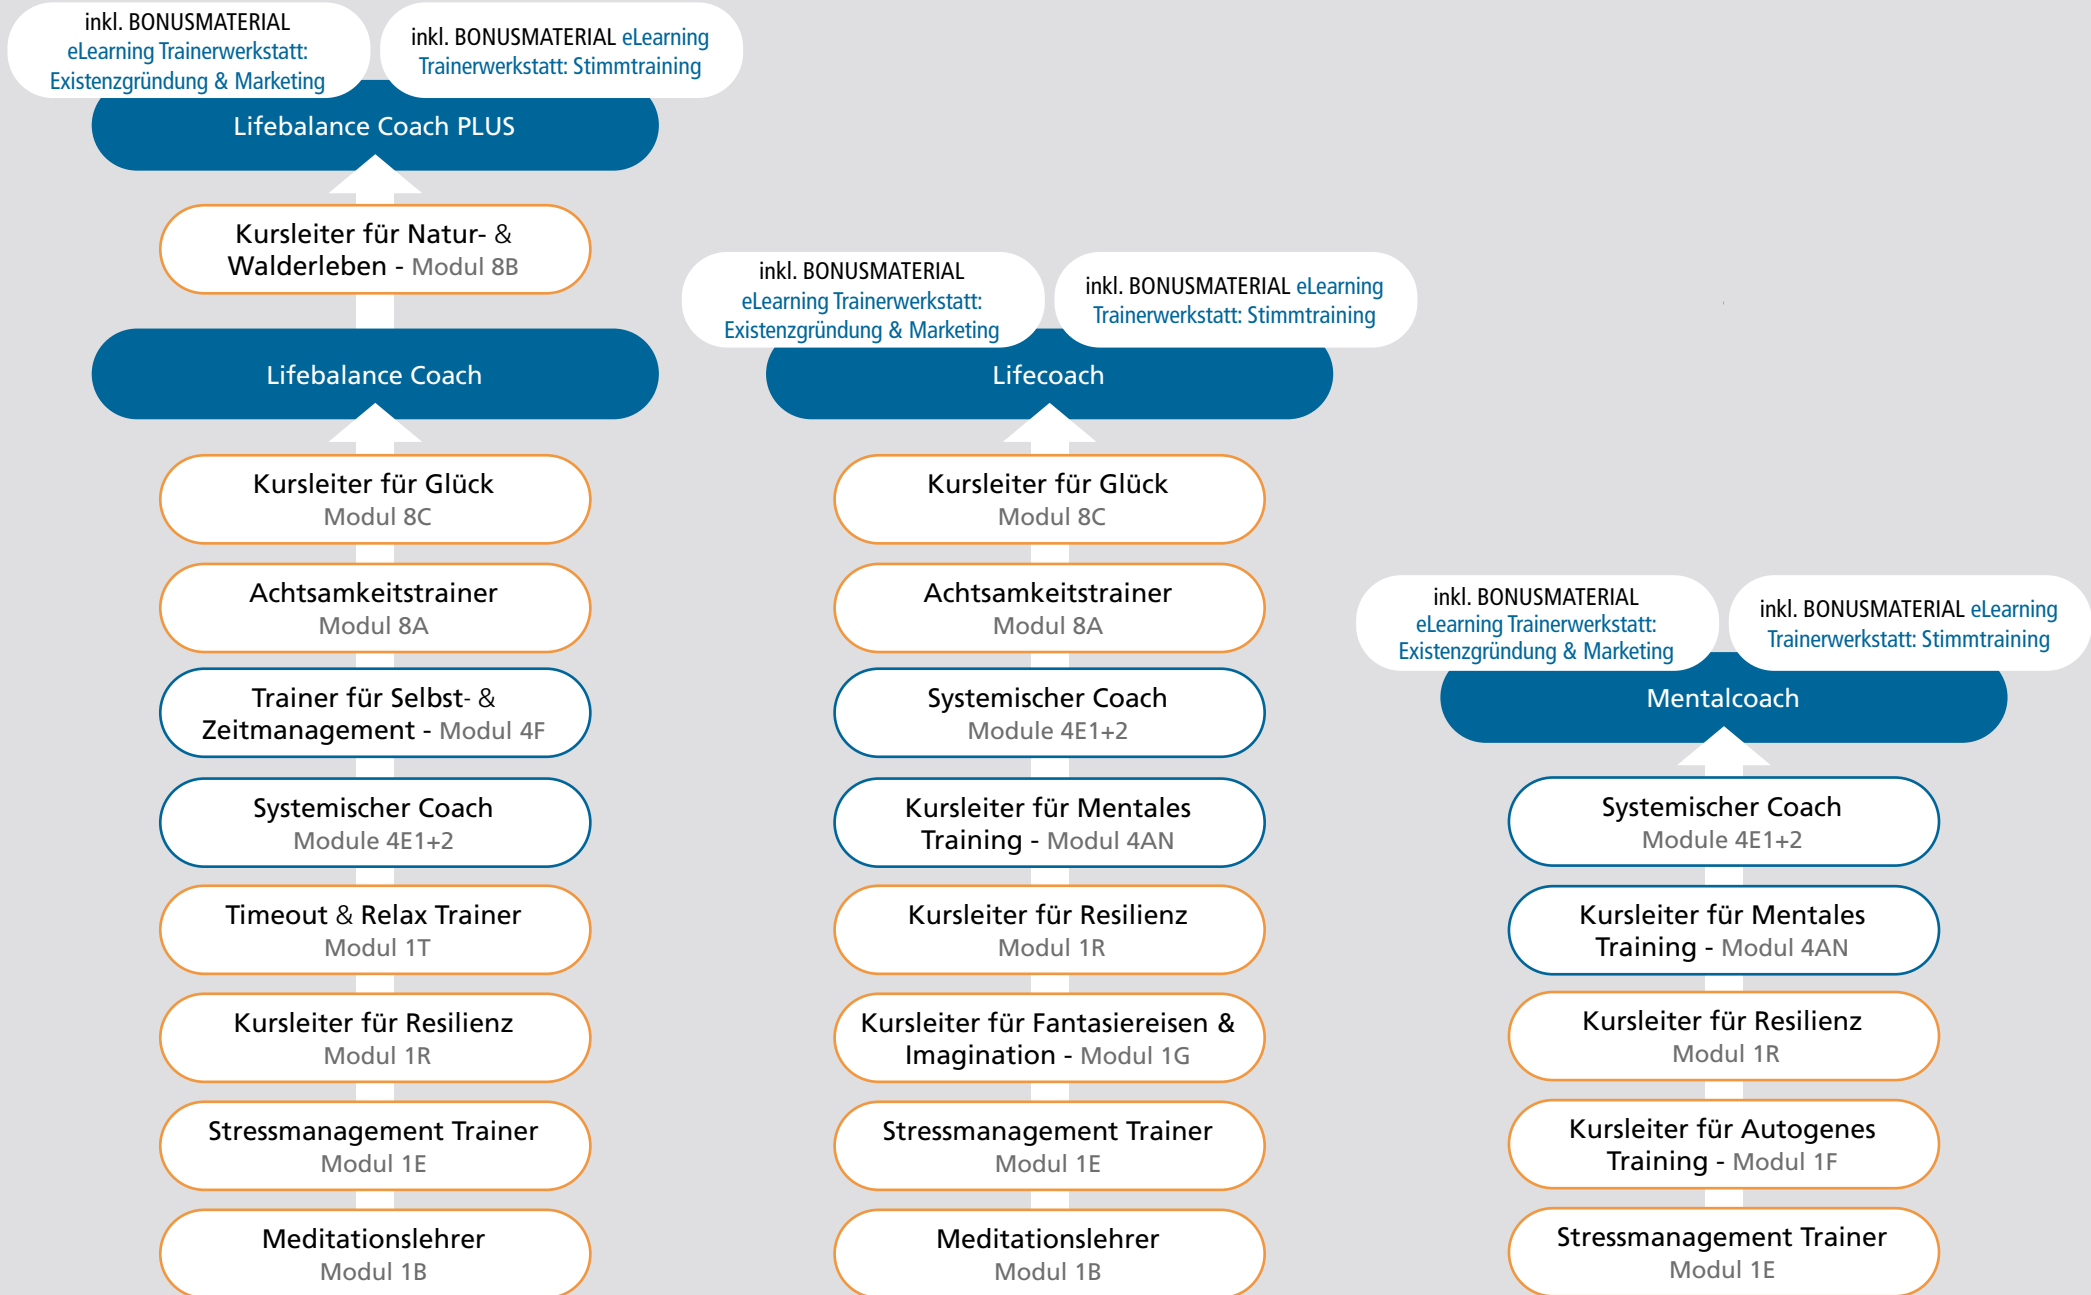 inkl. BONUSMATERIAL
eLearning Trainerwerkstatt:
Existenzgründung & Marketing
inkl. BONUSMATERIAL eLearning
Trainerwerkstatt: Stimmtraining
Lifebalance Coach PLUS
Kursleiter für Natur- &
Walderleben - Modul 8B
Lifebalance Coach
Kursleiter für Glück
Modul 8C
Achtsamkeitstrainer
Modul 8A
Trainer für Selbst- &
Zeitmanagement - Modul 4F
Systemischer Coach
Module 4E1+2
Timeout & Relax Trainer
Modul 1T
Kursleiter für Resilienz
Modul 1R
Stressmanagement Trainer
Modul 1E
Meditationslehrer
Modul 1B
inkl. BONUSMATERIAL
eLearning Trainerwerkstatt:
Existenzgründung & Marketing
inkl. BONUSMATERIAL eLearning
Trainerwerkstatt: Stimmtraining
Lifecoach
Kursleiter für Glück
Modul 8C
Achtsamkeitstrainer
Modul 8A
Systemischer Coach
Module 4E1+2
Kursleiter für Mentales
Training - Modul 4AN
Kursleiter für Resilienz
Modul 1R
Kursleiter für Fantasiereisen &
Imagination - Modul 1G
Stressmanagement Trainer
Modul 1E
Meditationslehrer
Modul 1B
inkl. BONUSMATERIAL
eLearning Trainerwerkstatt:
Existenzgründung & Marketing
inkl. BONUSMATERIAL eLearning
Trainerwerkstatt: Stimmtraining
Mentalcoach
Systemischer Coach
Module 4E1+2
Kursleiter für Mentales
Training - Modul 4AN
Kursleiter für Resilienz
Modul 1R
Kursleiter für Autogenes
Training - Modul 1F
Stressmanagement Trainer
Modul 1E